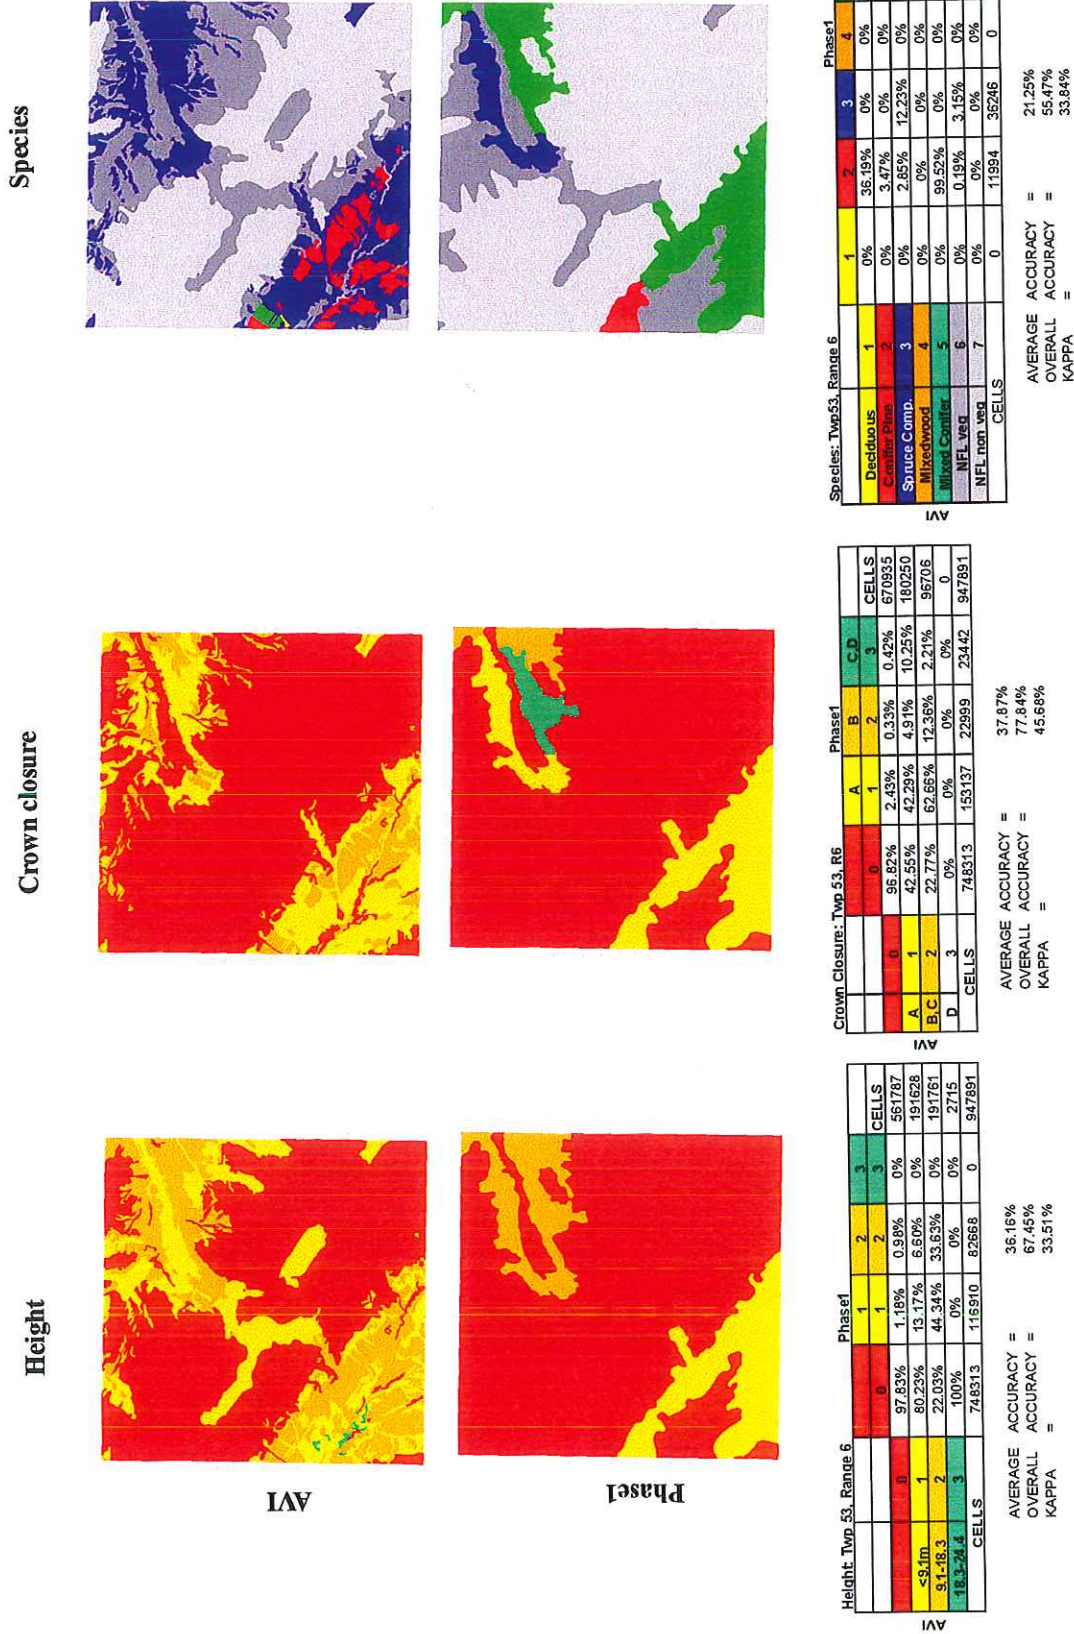 Height
Crown closure
Species
AVI
Phase1
Height: Twp 53, Range 6
Phase1
1 2 3
0 1 2 3 CELLS
0 97.83% 1.18% 0.98% 0% 561787
<9.1m 1 80.23% 13.17% 6.60% 0% 191628
9.1-18.3 2 22.03% 44.34% 33.63% 0% 191761
18.3-24.4 3 100% 0% 0% 0% 2715
CELLS 748313 116910 82668 0 947891
AVI
AVERAGE ACCURACY = 36.16%
OVERALL ACCURACY = 67.45%
KAPPA = 33.51%
Crown Closure: Twp 53, R6
Phase1
A B C,D
0 1 2 3 CELLS
0 96.82% 2.43% 0.33% 0.42% 670935
A 1 42.55% 42.29% 4.91% 10.25% 180250
B,C 2 22.77% 62.66% 12.36% 2.21% 96706
D 3 0% 0% 0% 0% 0
CELLS 748313 153137 22999 23442 947891
AVI
AVERAGE ACCURACY = 37.87%
OVERALL ACCURACY = 77.84%
KAPPA = 45.68%
Species: Twp53, Range 6
Phase1
1 2 3 4
Deciduous 1 0% 36.19% 0% 0%
Conifer Pine 2 0% 3.47% 0% 0%
Spruce Comp. 3 0% 2.85% 12.23% 0%
Mixedwood 4 0% 0% 0% 0%
Mixed Conifer 5 0% 99.52% 0% 0%
NFL veg 6 0% 0.19% 3.15% 0%
NFL non veg 7 0% 0% 0% 0%
CELLS 0 11994 36246 0
AVI
AVERAGE ACCURACY = 21.25%
OVERALL ACCURACY = 55.47%
KAPPA = 33.84%